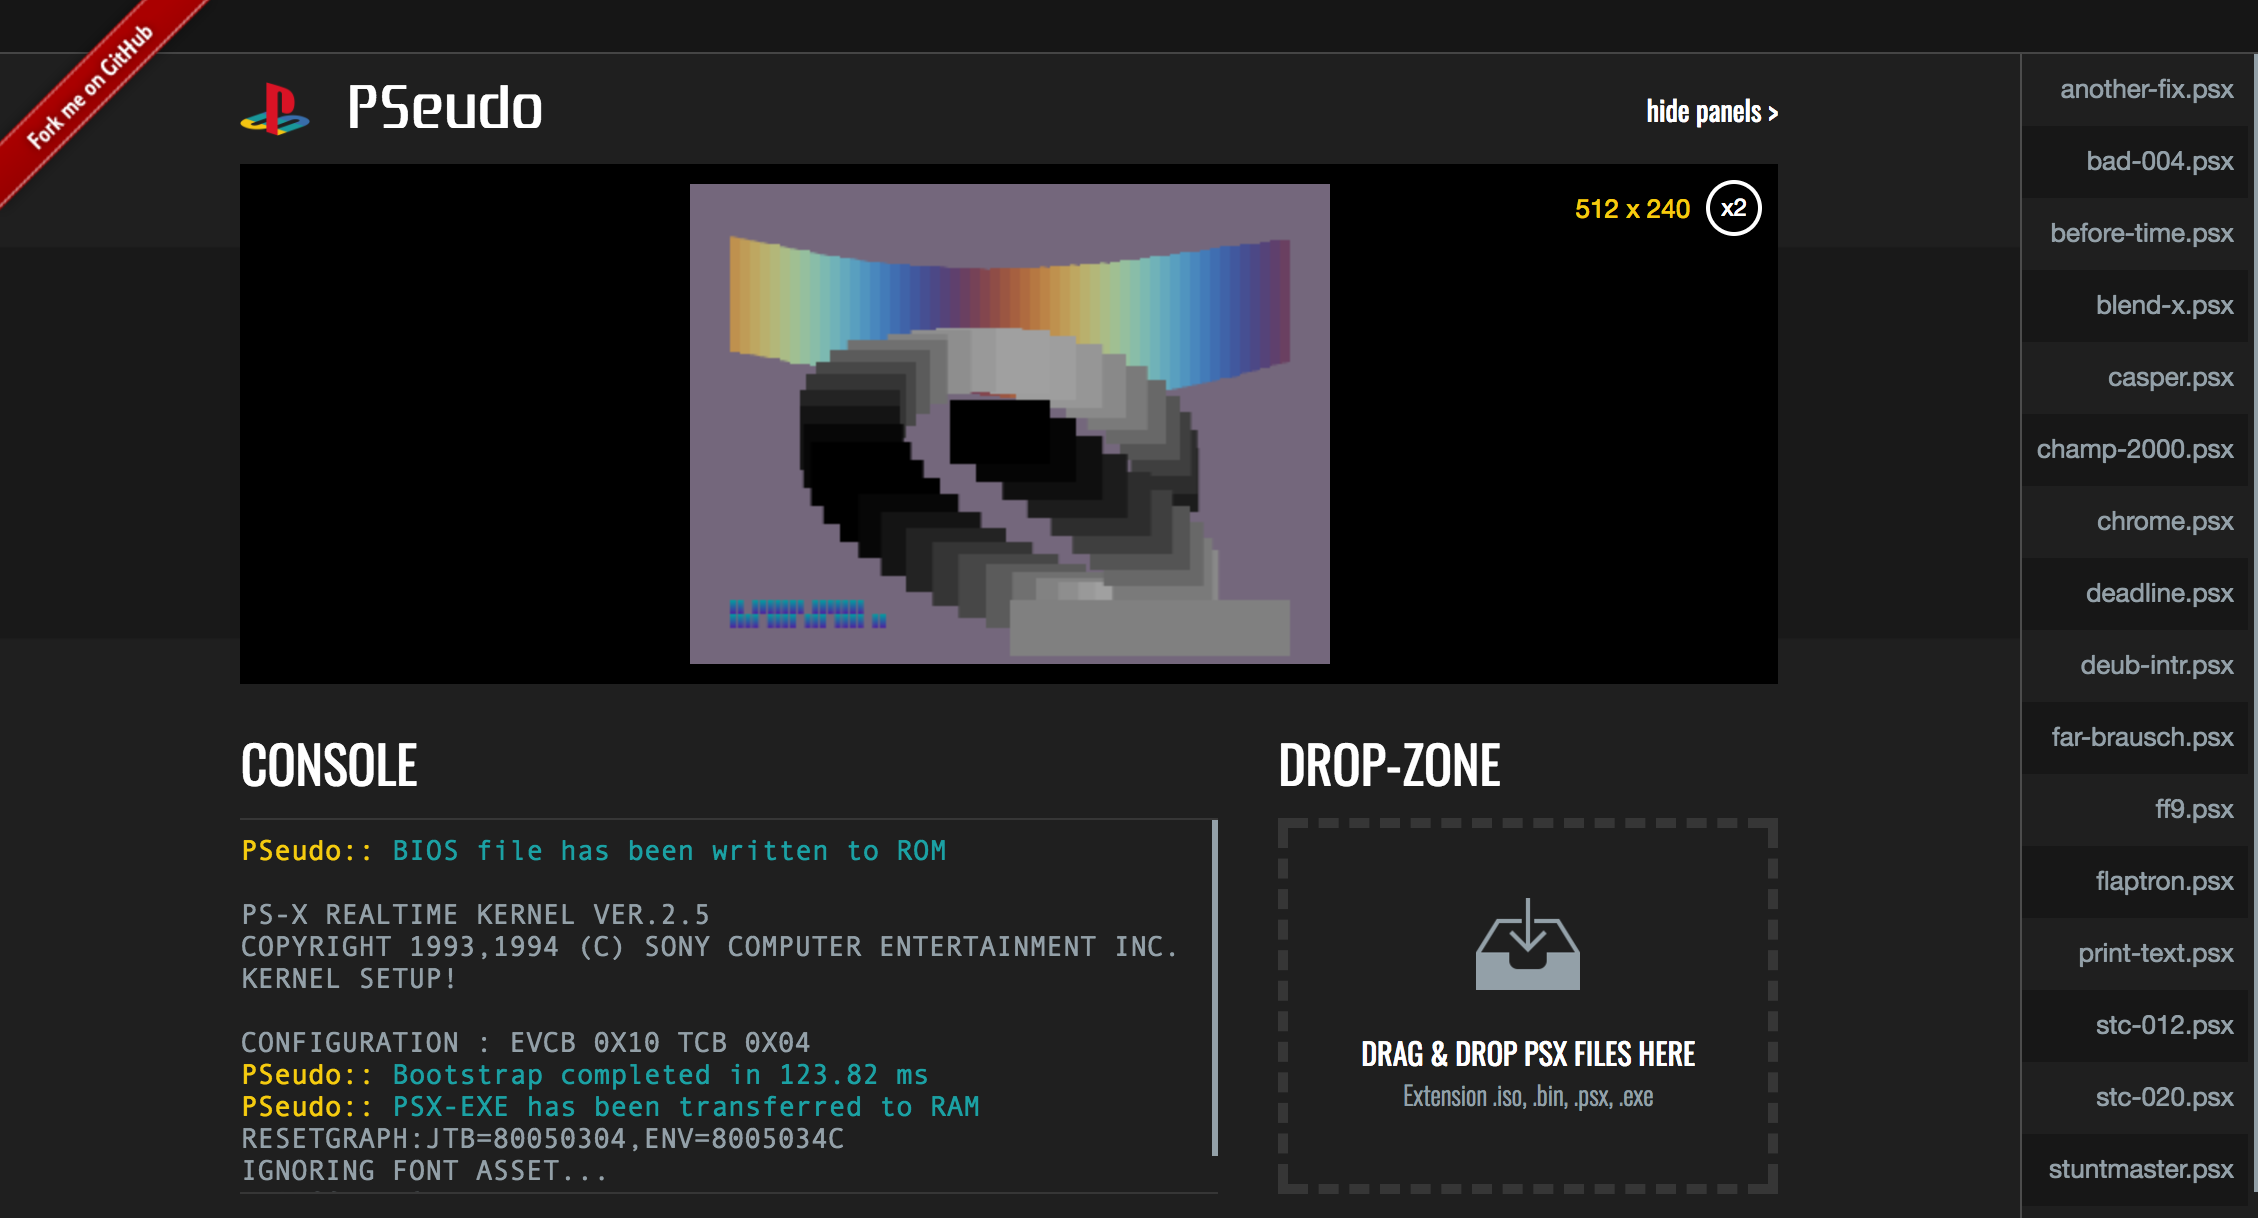 Fork me on GitHub
PSeudo
hide panels >
512 x 240
x2
CONSOLE
PSeudo:: BIOS file has been written to ROM
PS-X REALTIME KERNEL VER.2.5
COPYRIGHT 1993,1994 (C) SONY COMPUTER ENTERTAINMENT INC.
KERNEL SETUP!
CONFIGURATION : EVCB 0X10 TCB 0X04
PSeudo:: Bootstrap completed in 123.82 ms
PSeudo:: PSX-EXE has been transferred to RAM
RESETGRAPH:JTB=80050304,ENV=8005034C
IGNORING FONT ASSET...
DROP-ZONE
DRAG & DROP PSX FILES HERE
Extension .iso, .bin, .psx, .exe
another-fix.psx
bad-004.psx
before-time.psx
blend-x.psx
casper.psx
champ-2000.psx
chrome.psx
deadline.psx
deub-intr.psx
far-brausch.psx
ff9.psx
flaptron.psx
print-text.psx
stc-012.psx
stc-020.psx
stuntmaster.psx